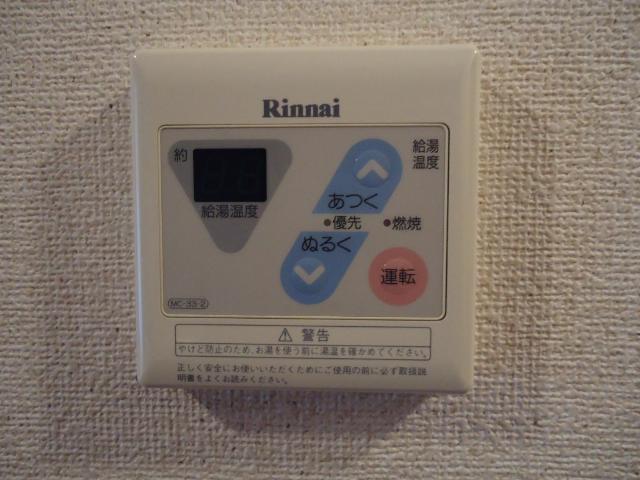 Rinnai
約
給湯温度
給湯
温度
あつく
優先
燃焼
ぬるく
運転
MC-33-2
⚠ 警告
やけど防止のため、お湯を使う前に湯温を確かめてください。
正しく安全にお使いいただくためにご使用の前に必ず取扱説
明書をよくお読みください。